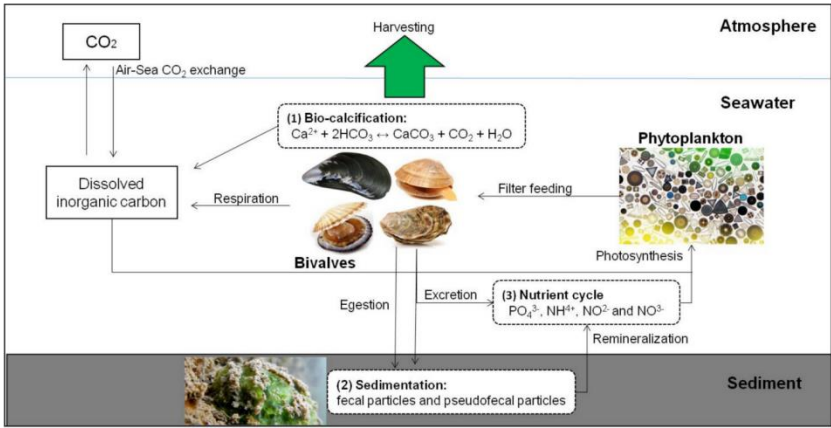 Harvesting
Atmosphere
CO₂
Air-Sea CO₂ exchange
Seawater
(1) Bio-calcification:
Ca²⁺ + 2HCO₃ ↔ CaCO₃ + CO₂ + H₂O
Phytoplankton
Dissolved
inorganic carbon
Respiration
Filter feeding
Bivalves
Photosynthesis
Egestion
Excretion
(3) Nutrient cycle
PO₄³⁻, NH⁴⁺, NO²⁻ and NO³⁻
Remineralization
(2) Sedimentation:
fecal particles and pseudofecal particles
Sediment